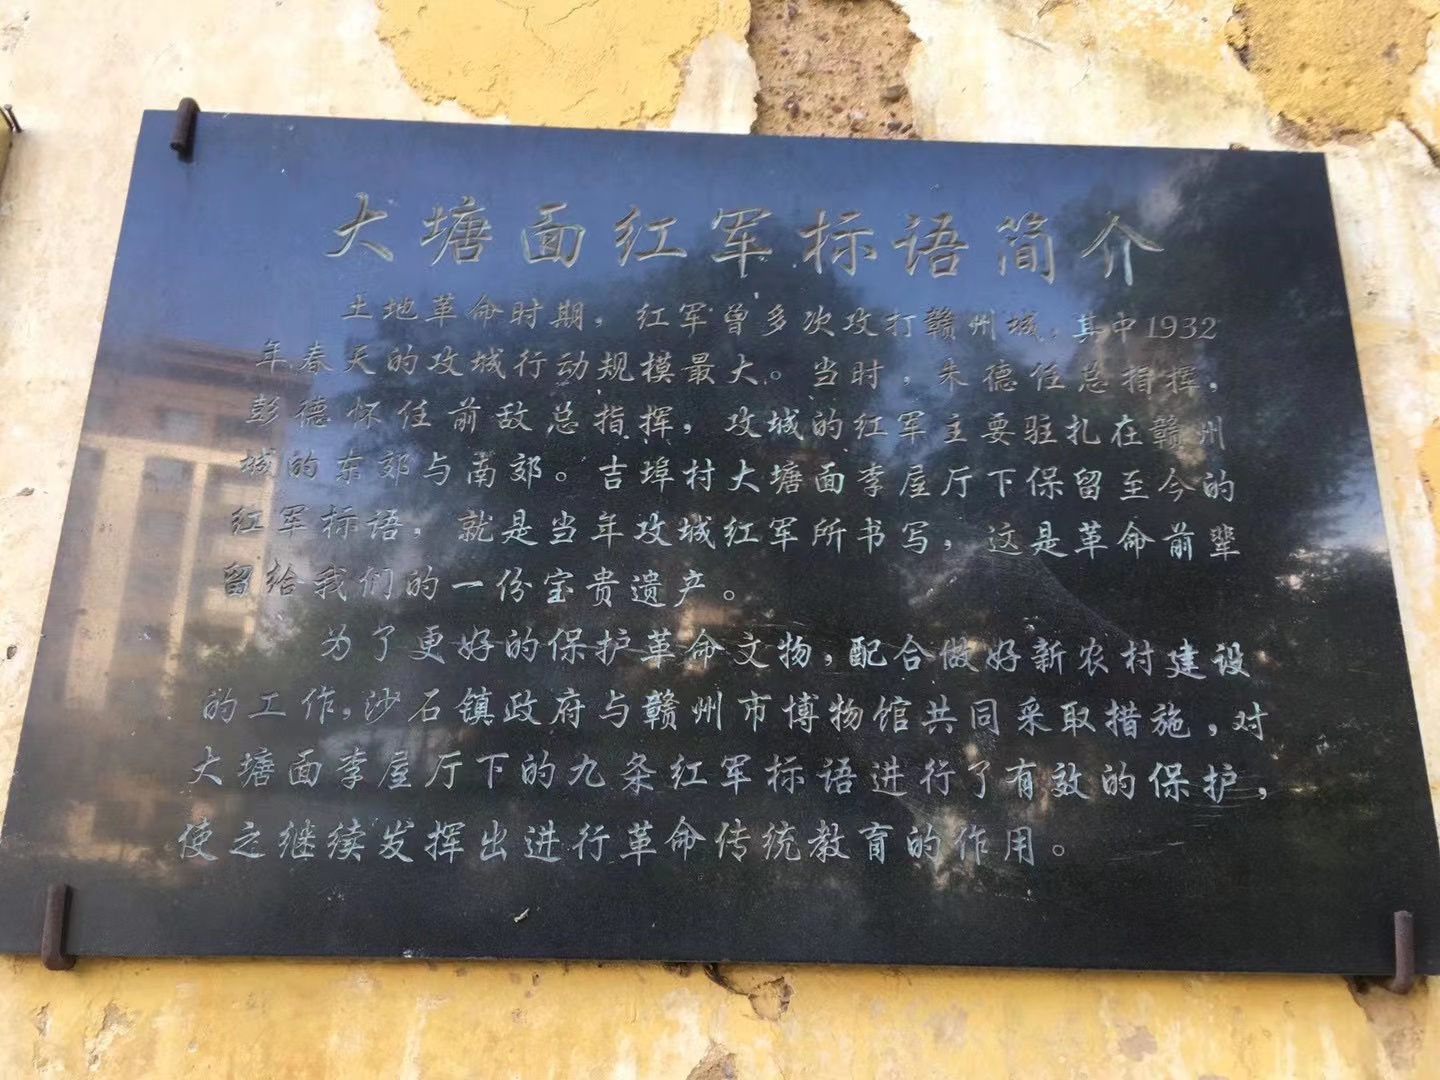 大塘面红军标语简介
土地革命时期，红军曾多次攻打赣州城，其中1932
年春天的攻城行动规模最大。当时，朱德任总指挥，
彭德怀任前敌总指挥，攻城的红军主要驻扎在赣州
城的东郊与南郊。吉埠村大塘面李屋厅下保留至今的
红军标语，就是当年攻城红军所书写，这是革命前辈
留给我们的一份宝贵遗产。
为了更好的保护革命文物，配合做好新农村建设
的工作，沙石镇政府与赣州市博物馆共同采取措施，对
大塘面李屋厅下的九条红军标语进行了有效的保护，
使之继续发挥出进行革命传统教育的作用。